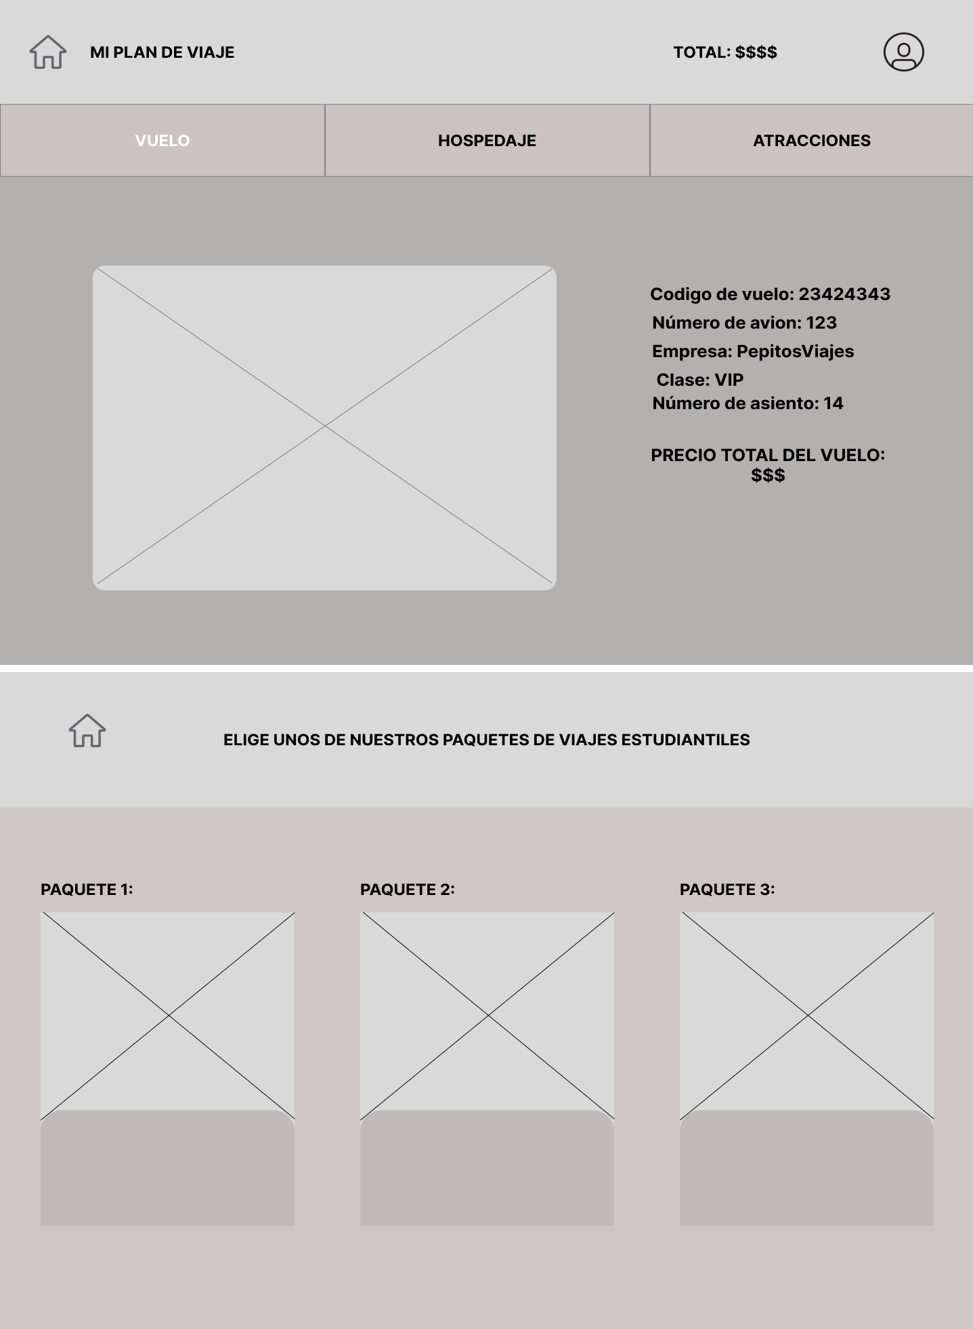 MI PLAN DE VIAJE
TOTAL: $$$$
VUELO
HOSPEDAJE
ATRACCIONES
Codigo de vuelo: 23424343
Número de avion: 123
Empresa: PepitosViajes
Clase: VIP
Número de asiento: 14
PRECIO TOTAL DEL VUELO:
$$$
ELIGE UNOS DE NUESTROS PAQUETES DE VIAJES ESTUDIANTILES
PAQUETE 1:
PAQUETE 2:
PAQUETE 3: